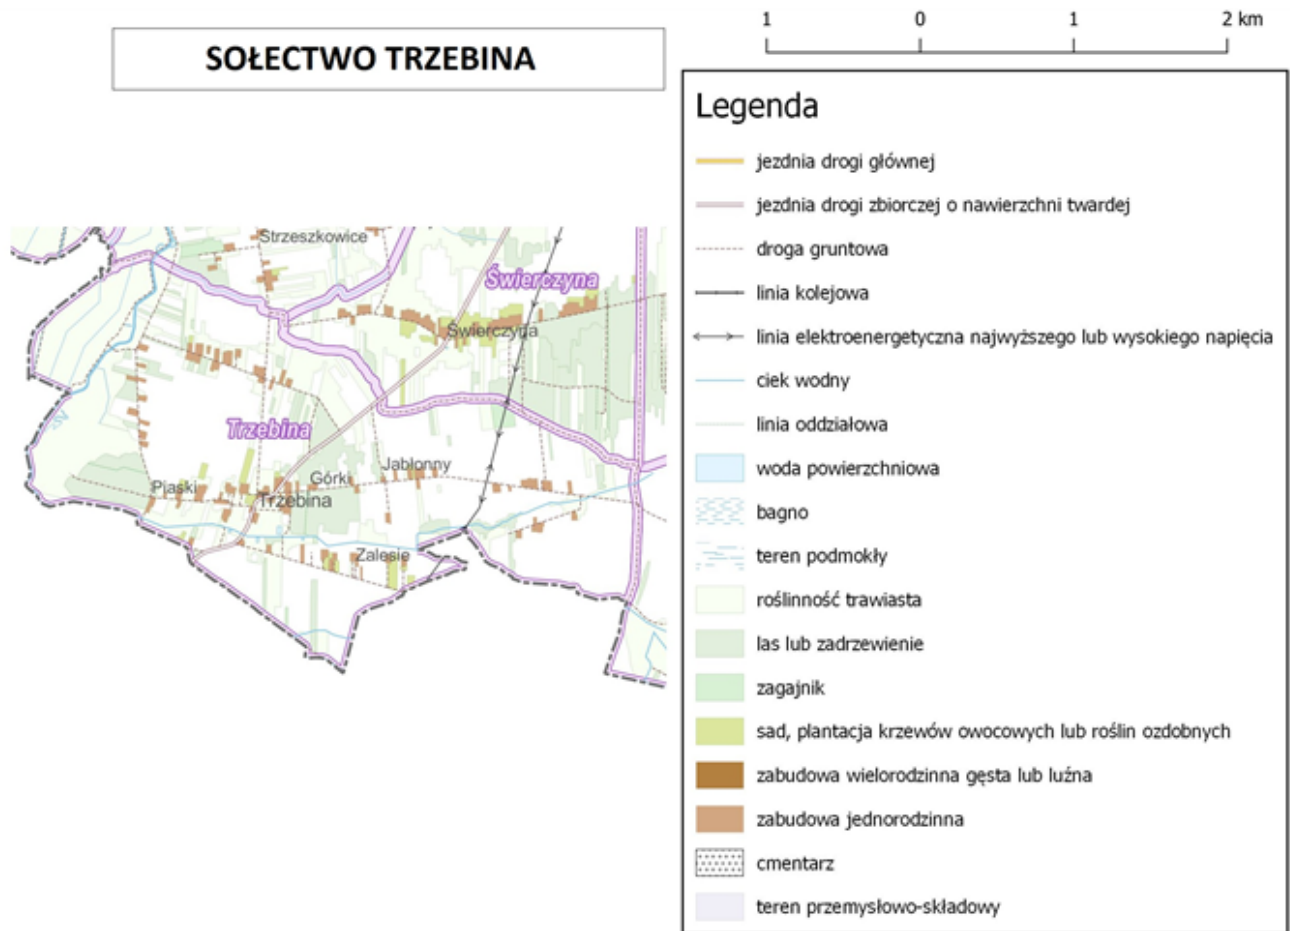 SOŁECTWO TRZEBINA
1 0 1 2 km
Legenda
jezdnia drogi głównej
jezdnia drogi zbiorczej o nawierzchni twardej
droga gruntowa
linia kolejowa
linia elektroenergetyczna najwyższego lub wysokiego napięcia
ciek wodny
linia oddziałowa
woda powierzchniowa
bagno
teren podmokły
roślinność trawiasta
las lub zadrzewienie
zagajnik
sad, plantacja krzewów owocowych lub roślin ozdobnych
zabudowa wielorodzinna gęsta lub luźna
zabudowa jednorodzinna
cmentarz
teren przemysłowo-składowy
Strzeszkowice
Świerczyna
Świerczyna
Trzebina
Jabłonny
Górki
Piaski
Trzebina
Zalesie